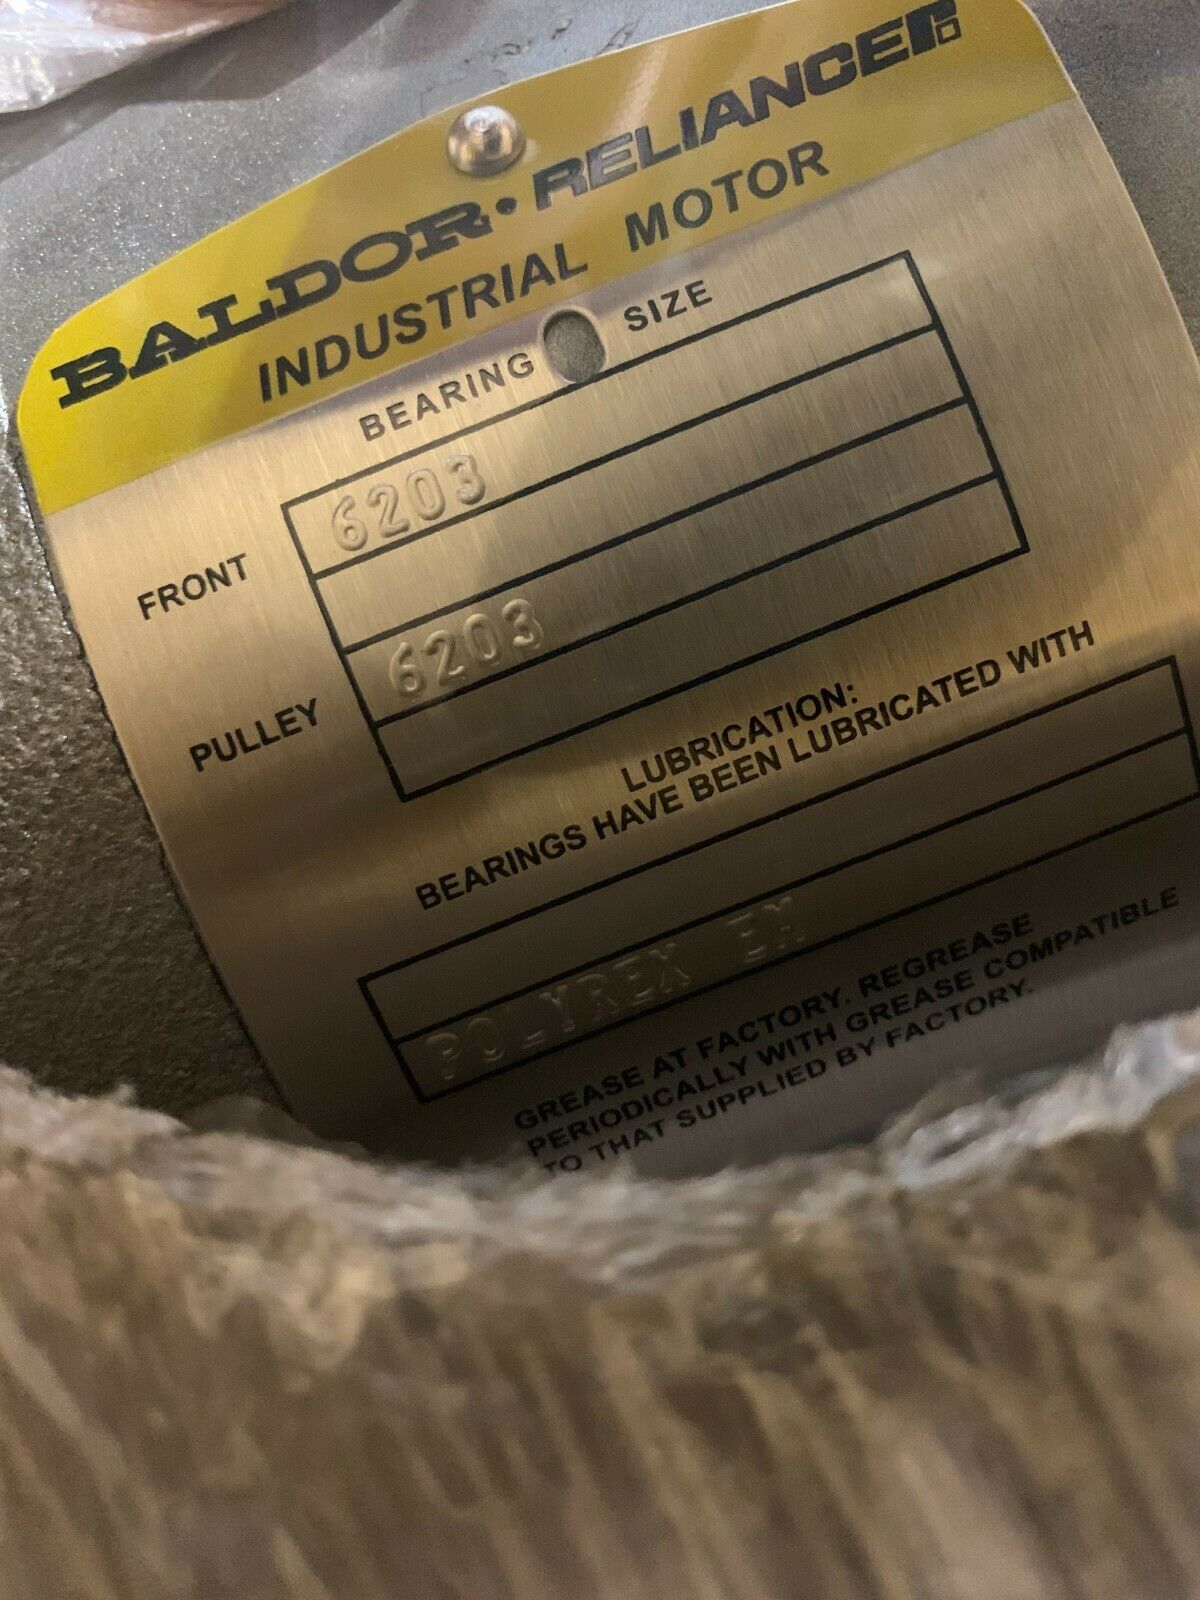 BALDOR • RELIANCE
INDUSTRIAL MOTOR
BEARING SIZE
FRONT 6203
PULLEY 6203
LUBRICATION:
BEARINGS HAVE BEEN LUBRICATED WITH
POLYREX EM
GREASE AT FACTORY. REGREASE
PERIODICALLY WITH GREASE COMPATIBLE
TO THAT SUPPLIED BY FACTORY.